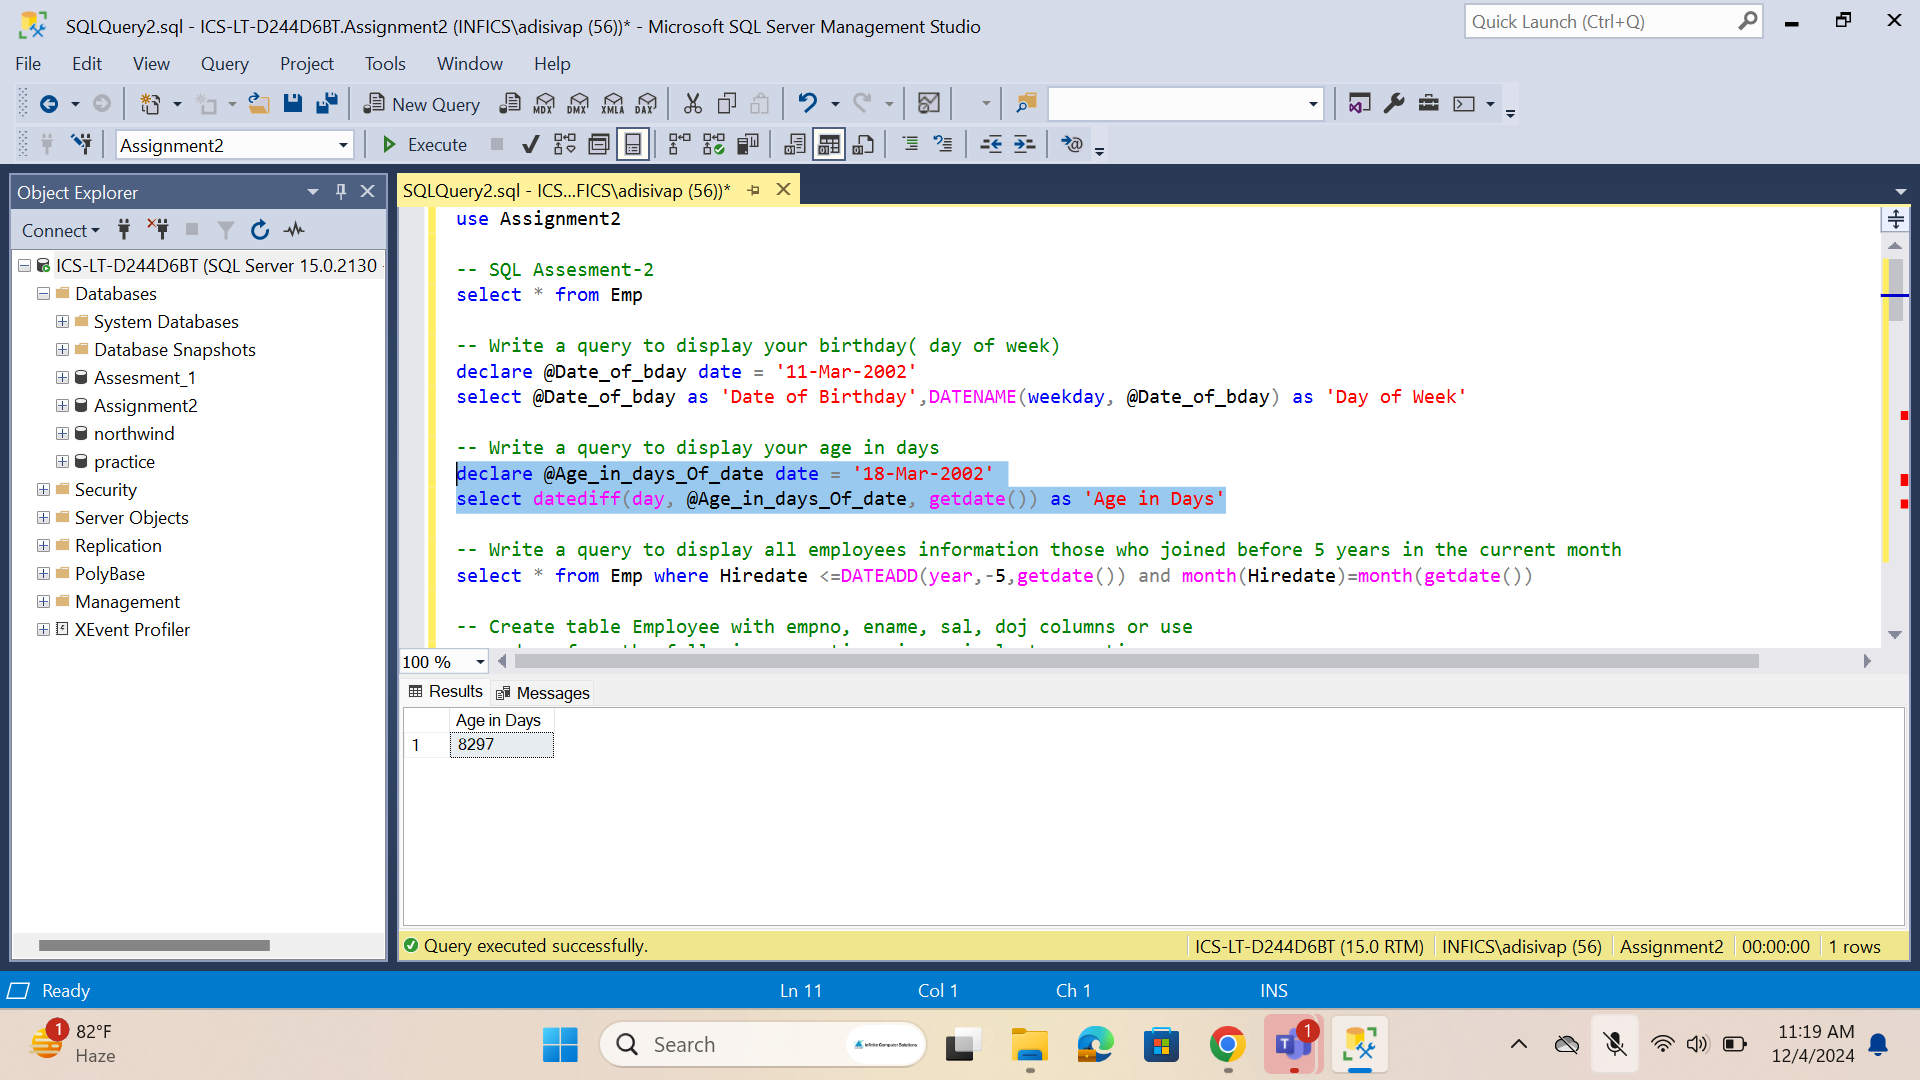 SQLQuery2.sql - ICS-LT-D244D6BT.Assignment2 (INFICS\adisivap (56))* - Microsoft SQL Server Management Studio
Quick Launch (Ctrl+Q)
File Edit View Query Project Tools Window Help
New Query MDX DMX XMLA DAX
Assignment2 Execute
Object Explorer
Connect
ICS-LT-D244D6BT (SQL Server 15.0.2130 -
Databases
System Databases
Database Snapshots
Assesment_1
Assignment2
northwind
practice
Security
Server Objects
Replication
PolyBase
Management
XEvent Profiler
SQLQuery2.sql - ICS...FICS\adisivap (56))*
use Assignment2
-- SQL Assesment-2
select * from Emp
-- Write a query to display your birthday( day of week)
declare @Date_of_bday date = '11-Mar-2002'
select @Date_of_bday as 'Date of Birthday',DATENAME(weekday, @Date_of_bday) as 'Day of Week'
-- Write a query to display your age in days
declare @Age_in_days_Of_date date = '18-Mar-2002'
select datediff(day, @Age_in_days_Of_date, getdate()) as 'Age in Days'
-- Write a query to display all employees information those who joined before 5 years in the current month
select * from Emp where Hiredate <=DATEADD(year,-5,getdate()) and month(Hiredate)=month(getdate())
-- Create table Employee with empno, ename, sal, doj columns or use
100 %
Results Messages
Age in Days
1 8297
Query executed successfully.
ICS-LT-D244D6BT (15.0 RTM) INFICS\adisivap (56) Assignment2 00:00:00 1 rows
Ready Ln 11 Col 1 Ch 1 INS
1 82°F
Haze
Search
Infinite Computer Solutions
1
11:19 AM
12/4/2024